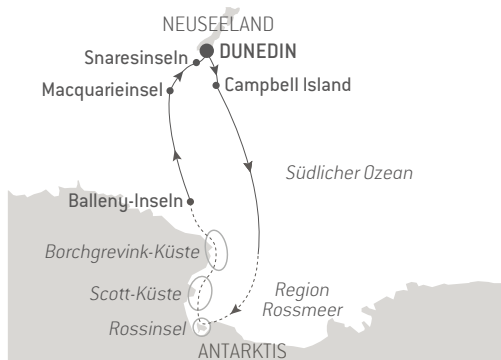 NEUSEELAND
DUNEDIN
Snaresinseln
Campbell Island
Macquarieinsel
Südlicher Ozean
Balleny-Inseln
Borchgrevink-Küste
Scott-Küste
Region
Rossmeer
Rossinsel
ANTARKTIS